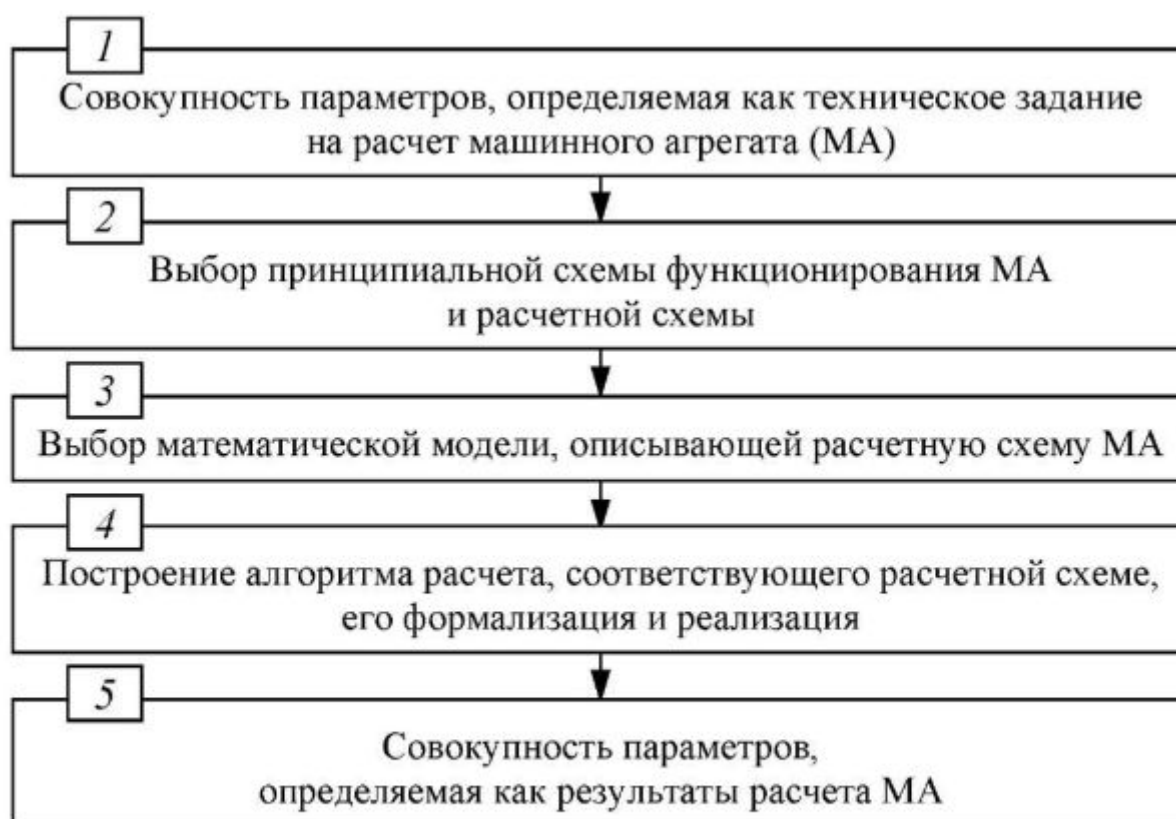 1
Совокупность параметров, определяемая как техническое задание
на расчет машинного агрегата (МА)
2
Выбор принципиальной схемы функционирования МА
и расчетной схемы
3
Выбор математической модели, описывающей расчетную схему МА
4
Построение алгоритма расчета, соответствующего расчетной схеме,
его формализация и реализация
5
Совокупность параметров,
определяемая как результаты расчета МА